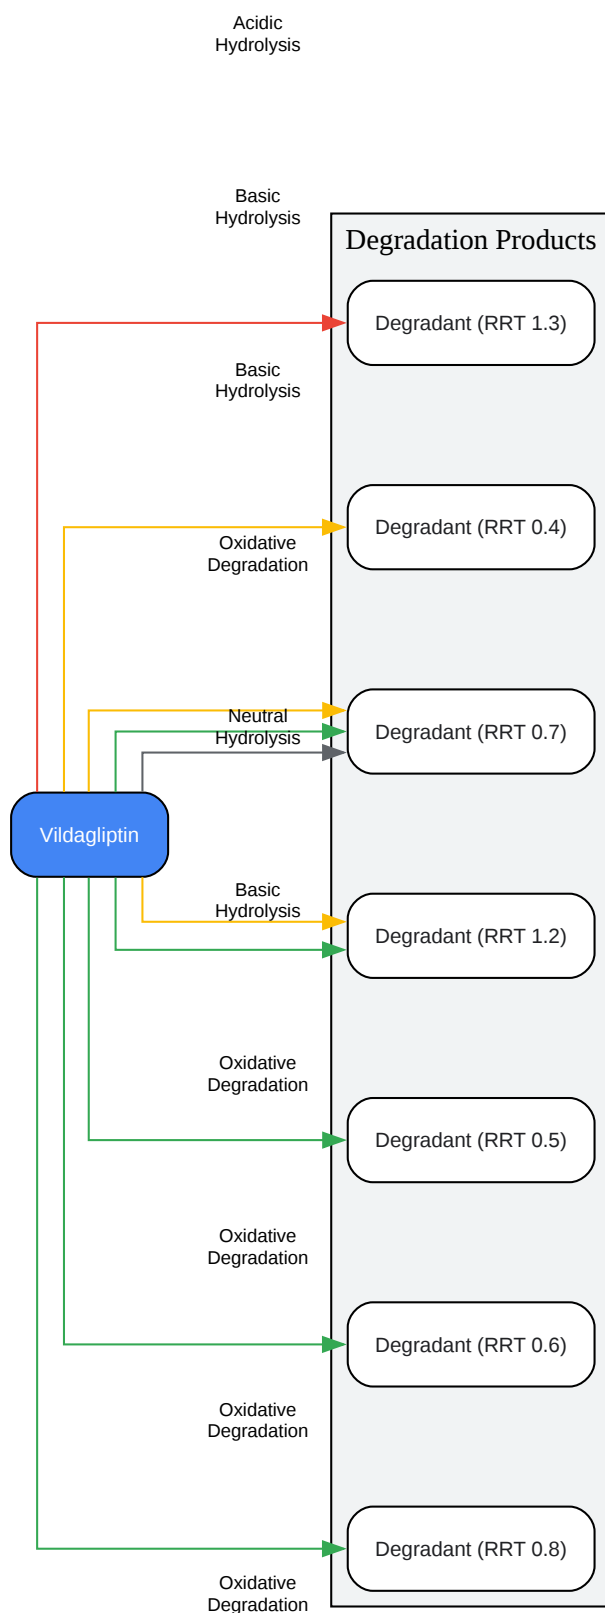 Acidic
Hydrolysis
Basic
Hydrolysis
Degradation Products
Degradant (RRT 1.3)
Basic
Hydrolysis
Degradant (RRT 0.4)
Oxidative
Degradation
Neutral
Hydrolysis
Degradant (RRT 0.7)
Vildagliptin
Basic
Hydrolysis
Degradant (RRT 1.2)
Oxidative
Degradation
Degradant (RRT 0.5)
Oxidative
Degradation
Degradant (RRT 0.6)
Oxidative
Degradation
Degradant (RRT 0.8)
Oxidative
Degradation